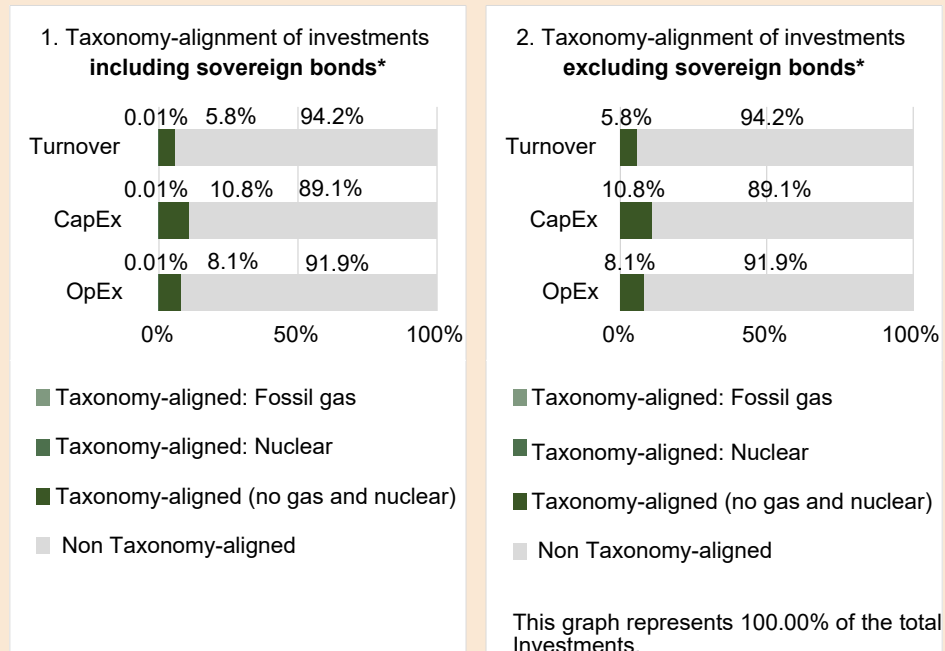 1. Taxonomy-alignment of investments
including sovereign bonds*
0.01% 5.8% 94.2%
Turnover
0.01% 10.8% 89.1%
CapEx
0.01% 8.1% 91.9%
OpEx
0% 50% 100%
Taxonomy-aligned: Fossil gas
Taxonomy-aligned: Nuclear
Taxonomy-aligned (no gas and nuclear)
Non Taxonomy-aligned
2. Taxonomy-alignment of investments
excluding sovereign bonds*
5.8% 94.2%
Turnover
10.8% 89.1%
CapEx
8.1% 91.9%
OpEx
0% 50% 100%
Taxonomy-aligned: Fossil gas
Taxonomy-aligned: Nuclear
Taxonomy-aligned (no gas and nuclear)
Non Taxonomy-aligned
This graph represents 100.00% of the total
Investments.